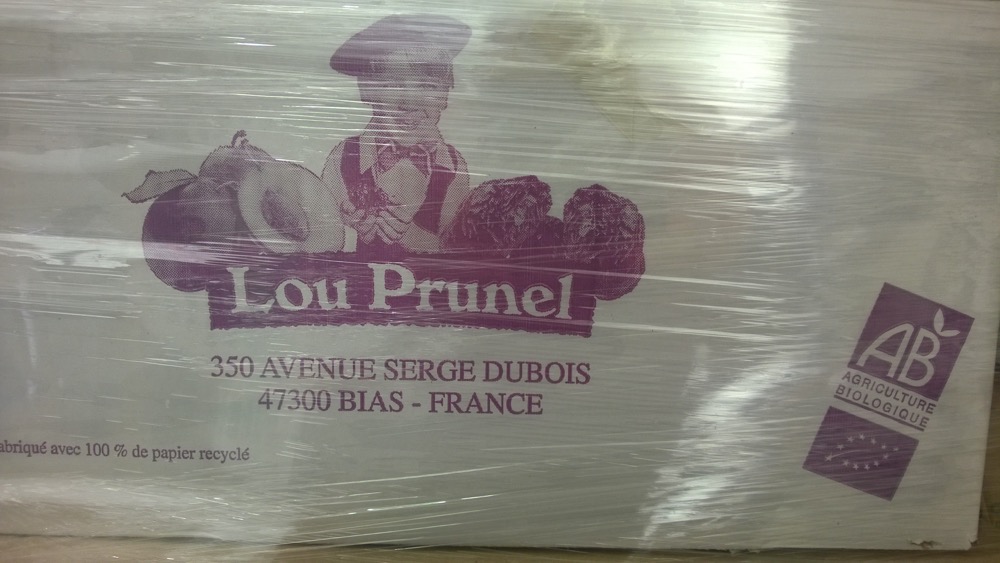 Lou Prunel
350 AVENUE SERGE DUBOIS
47300 BIAS - FRANCE
abriqué avec 100 % de papier recyclé
AB
AGRICULTURE
BIOLOGIQUE